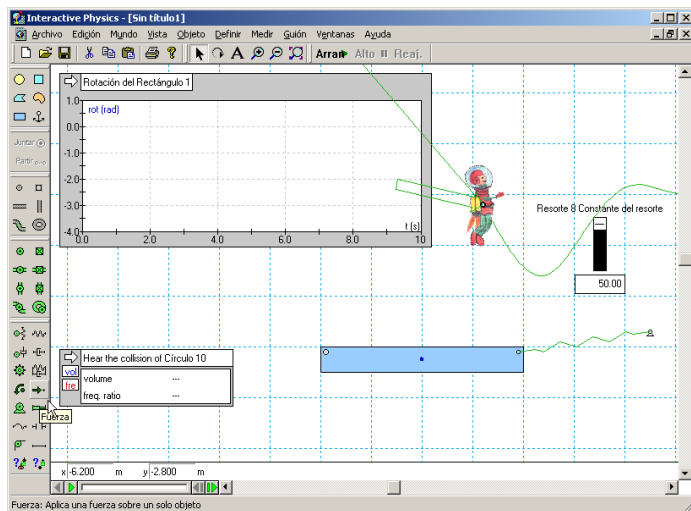 Interactive Physics - [Sin título1]
Archivo Edición Mundo Vista Objeto Definir Medir Guión Ventanas Ayuda
A Arran Alto Reaj.
Rotación del Rectángulo 1
rot (rad)
1.0
0.0
-1.0
-2.0
-3.0
-4.0
t (s)
0.0 2.0 4.0 6.0 8.0 10
Juntar
Partir
Resorte 8 Constante del resorte
50.00
Hear the collision of Círculo 10
vol
fre
volume ---
freq. ratio ---
Fuerza
x -6.200 m y -2.800 m
Fuerza: Aplica una fuerza sobre un solo objeto